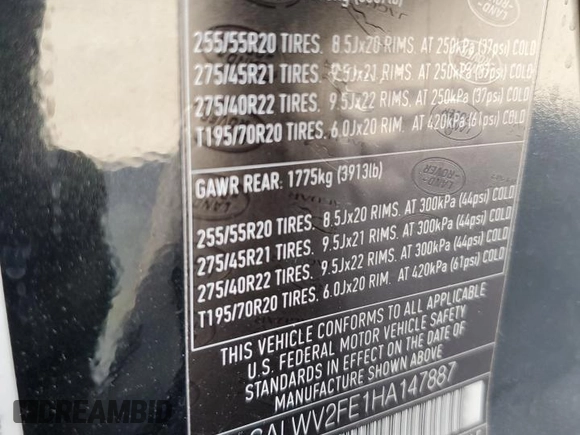 255/55R20 TIRES. 8.5Jx20 RIMS. AT 250kPa (37psi) COLD
275/45R21 TIRES. 9.5Jx21 RIMS. AT 250kPa (37psi) COLD
275/40R22 TIRES. 9.5Jx22 RIMS. AT 250kPa (37psi) COLD
T195/70R20 TIRES. 6.0Jx20 RIM. AT 420kPa (61psi) COLD
GAWR REAR: 1775kg (3913lb)
255/55R20 TIRES. 8.5Jx20 RIMS. AT 300kPa (44psi) COLD
275/45R21 TIRES. 9.5Jx21 RIMS. AT 300kPa (44psi) COLD
275/40R22 TIRES. 9.5Jx22 RIMS. AT 300kPa (44psi) COLD
T195/70R20 TIRES. 6.0Jx20 RIM. AT 420kPa (61psi) COLD
THIS VEHICLE CONFORMS TO ALL APPLICABLE
U.S. FEDERAL MOTOR VEHICLE SAFETY
STANDARDS IN EFFECT ON THE DATE OF
MANUFACTURE SHOWN ABOVE.
SALWV2FE1HA147887
LAND ROVER
DREAMBID